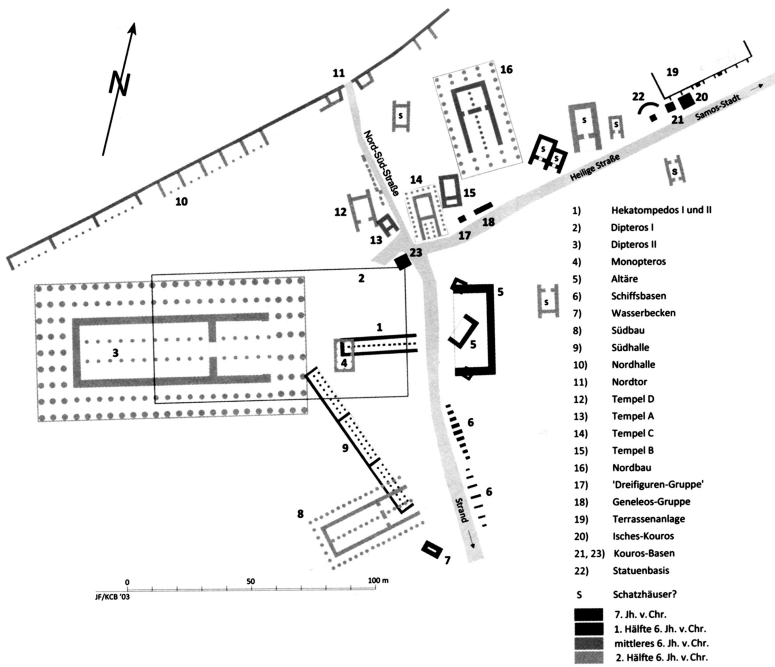 N
11
16
19
20
21
22
S
S
S
S
S
S
Samos-Stadt
Heilige Straße
Nord-Süd-Straße
10
14
15
12
13
17
18
23
2
5
S
1
3
4
5
6
9
6
8
Strand
7
0 50 100 m
JF/KCB '03
1) Hekatompedos I und II
2) Dipteros I
3) Dipteros II
4) Monopteros
5) Altäre
6) Schiffsbasen
7) Wasserbecken
8) Südbau
9) Südhalle
10) Nordhalle
11) Nordtor
12) Tempel D
13) Tempel A
14) Tempel C
15) Tempel B
16) Nordbau
17) 'Dreifiguren-Gruppe'
18) Geneleos-Gruppe
19) Terrassenanlage
20) Isches-Kouros
21, 23) Kouros-Basen
22) Statuenbasis
S Schatzhäuser?
7. Jh. v. Chr.
1. Hälfte 6. Jh. v. Chr.
mittleres 6. Jh. v. Chr.
2. Hälfte 6. Jh. v. Chr.